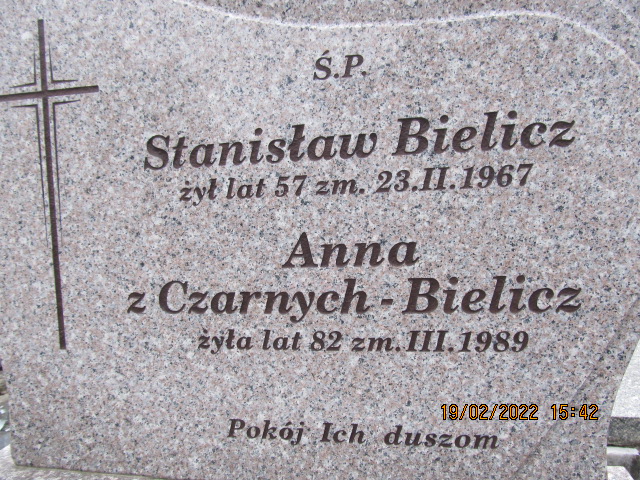 Ś.P.
Stanisław Bielicz
żył lat 57 zm. 23.II.1967
Anna
z Czarnych - Bielicz
żyła lat 82 zm.III.1989
Pokój Ich duszom
19/02/2022 15:42